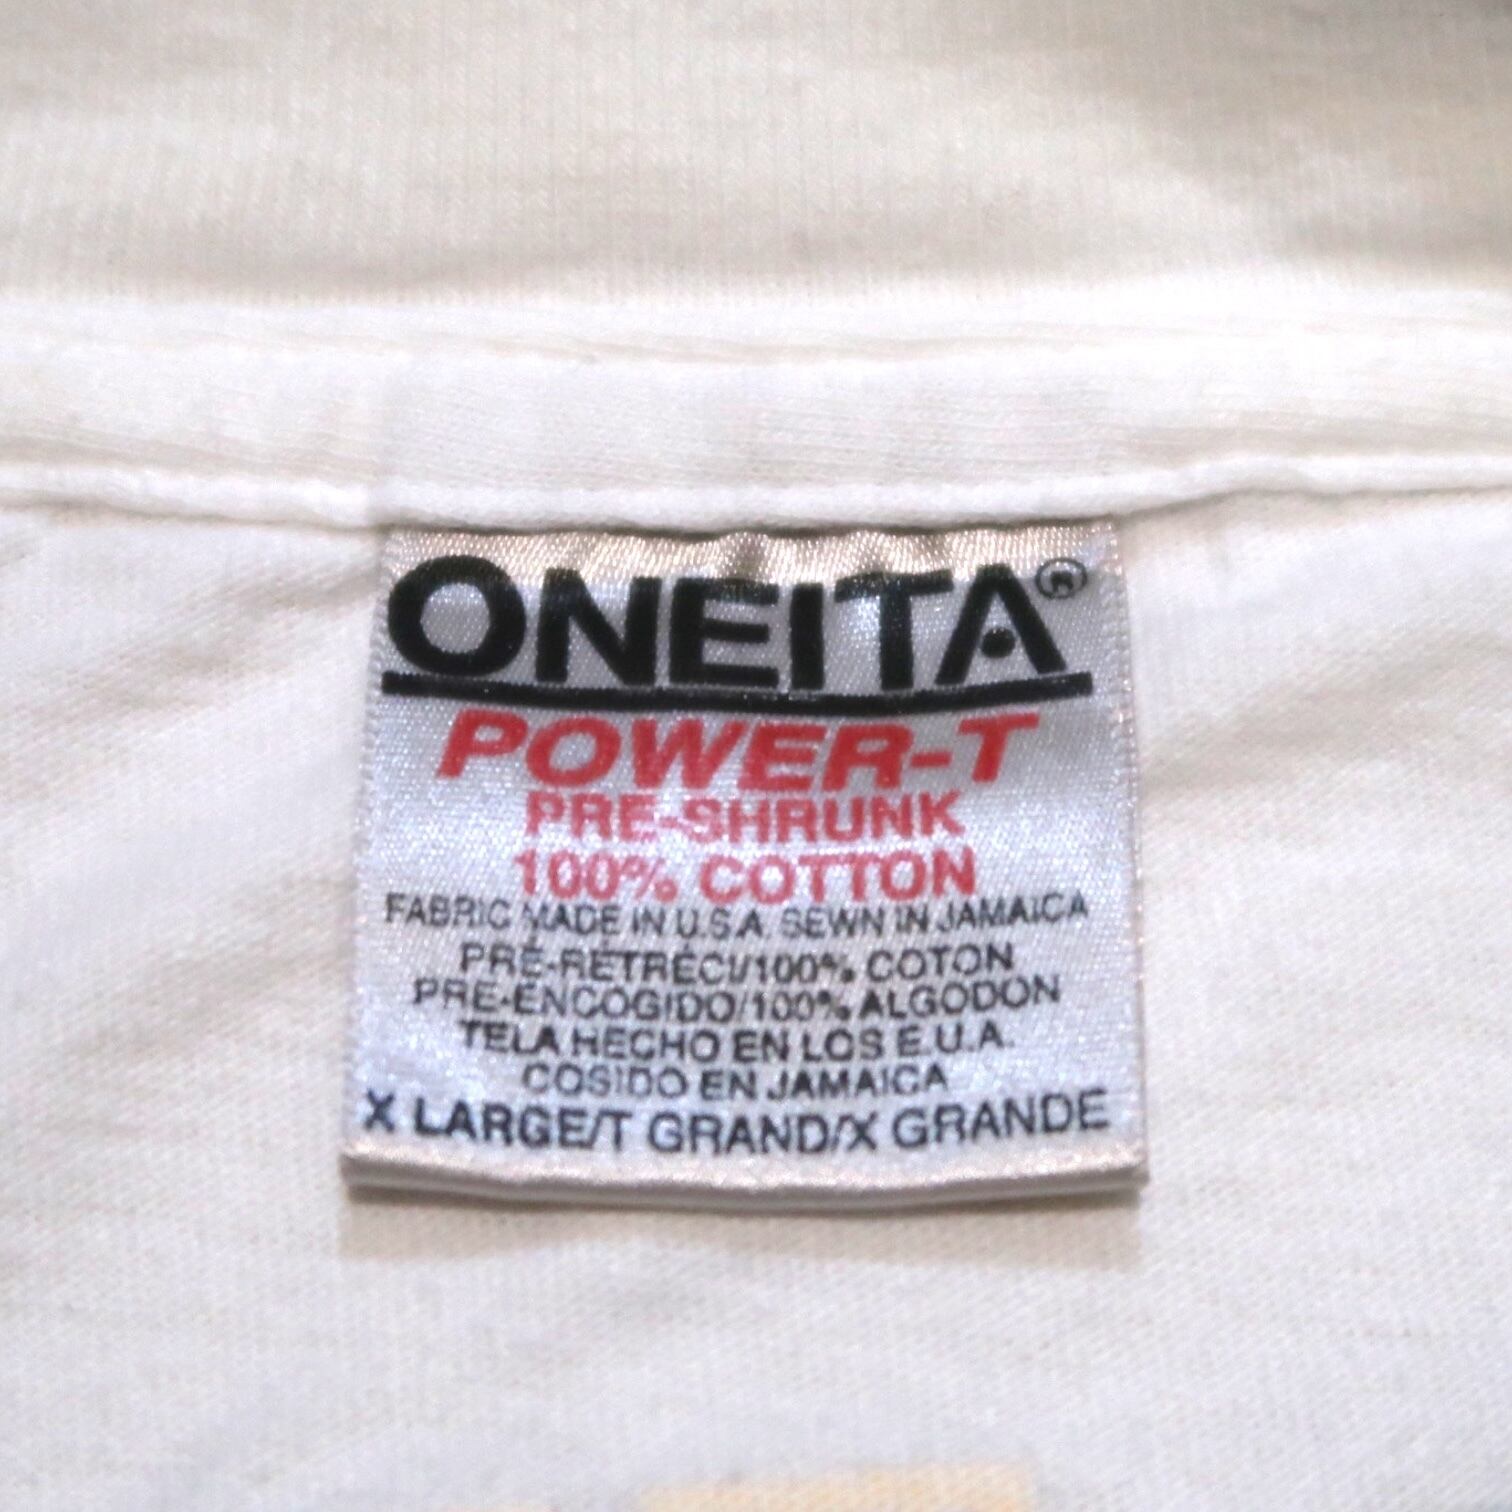 ONEITA®
POWER-T
PRE-SHRUNK
100% COTTON
FABRIC MADE IN U.S.A. SEWN IN JAMAICA
PRÉ-RÉTRÉCI/100% COTON
PRE-ENCOGIDO/100% ALGODON
TELA HECHO EN LOS E.U.A.
COSIDO EN JAMAICA
X LARGE/T GRAND/X GRANDE